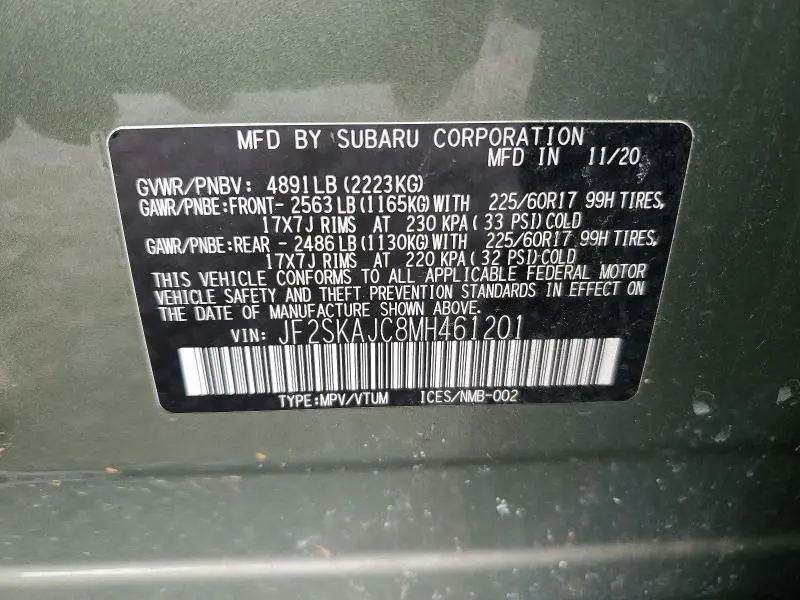 MFD BY SUBARU CORPORATION
MFD IN 11/20
GVWR/PNBV: 4891LB (2223KG)
GAWR/PNBE:FRONT- 2563LB (1165KG) WITH 225/60R17 99H TIRES,
17X7J RIMS AT 230 KPA (33 PSI) COLD
GAWR/PNBE:REAR - 2486LB (1130KG) WITH 225/60R17 99H TIRES,
17X7J RIMS AT 220 KPA (32 PSI) COLD
THIS VEHICLE CONFORMS TO ALL APPLICABLE FEDERAL MOTOR
VEHICLE SAFETY AND THEFT PREVENTION STANDARDS IN EFFECT ON
THE DATE OF MANUFACTURE SHOWN ABOVE.
VIN: JF2SKAJC8MH461201
TYPE:MPV/VTUM ICES/NMB-002